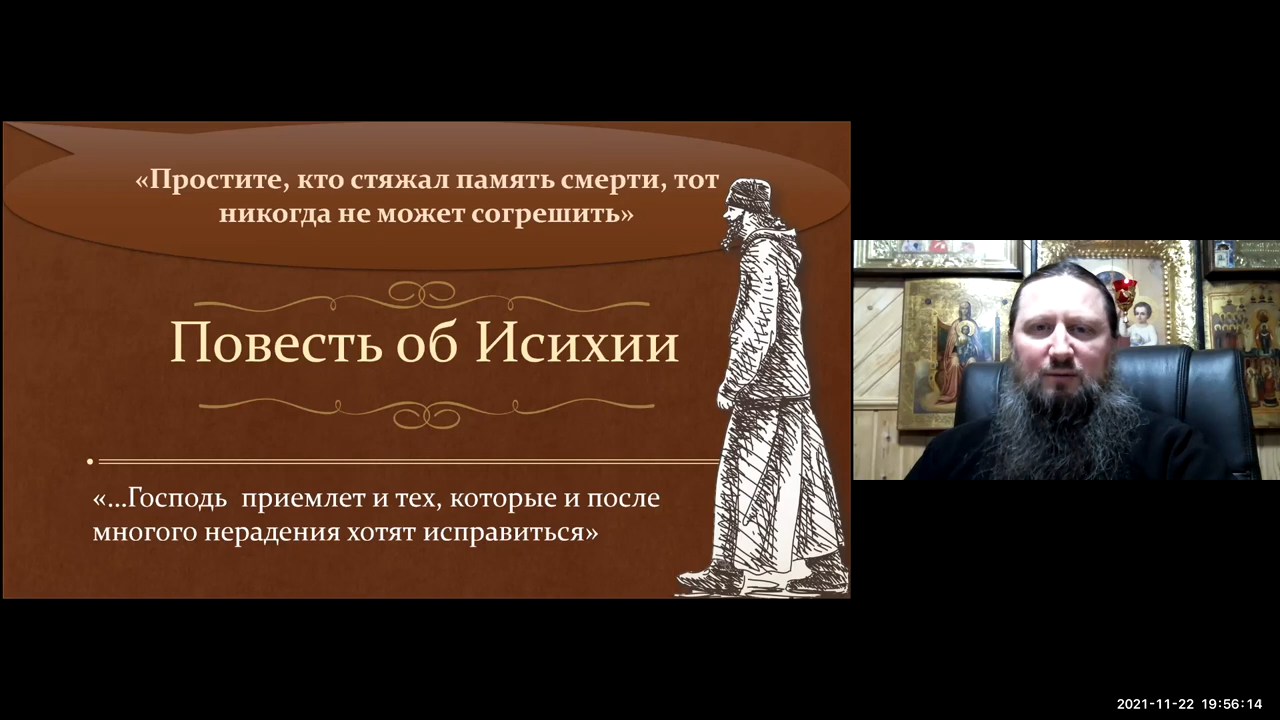 «Простите, кто стяжал память смерти, тот
никогда не может согрешить»
Повесть об Исихии
«...Господь  приемлет и тех, которые и после
многого нерадения хотят исправиться»
2021-11-22 19:56:14